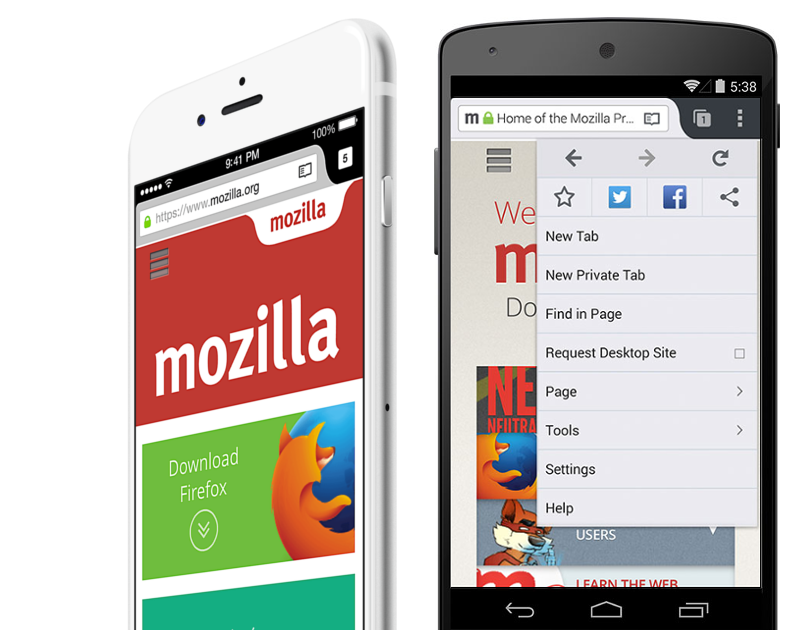 100%
9:41 PM
https://www.mozilla.org
5
mozilla
mozilla
Download
Firefox
5:38
m Home of the Mozilla Pr...
1
We
m
Do
New Tab
New Private Tab
Find in Page
Request Desktop Site
Page
Tools
Settings
Help
NE
NEUTRA
USERS
m
LEARN THE WEB